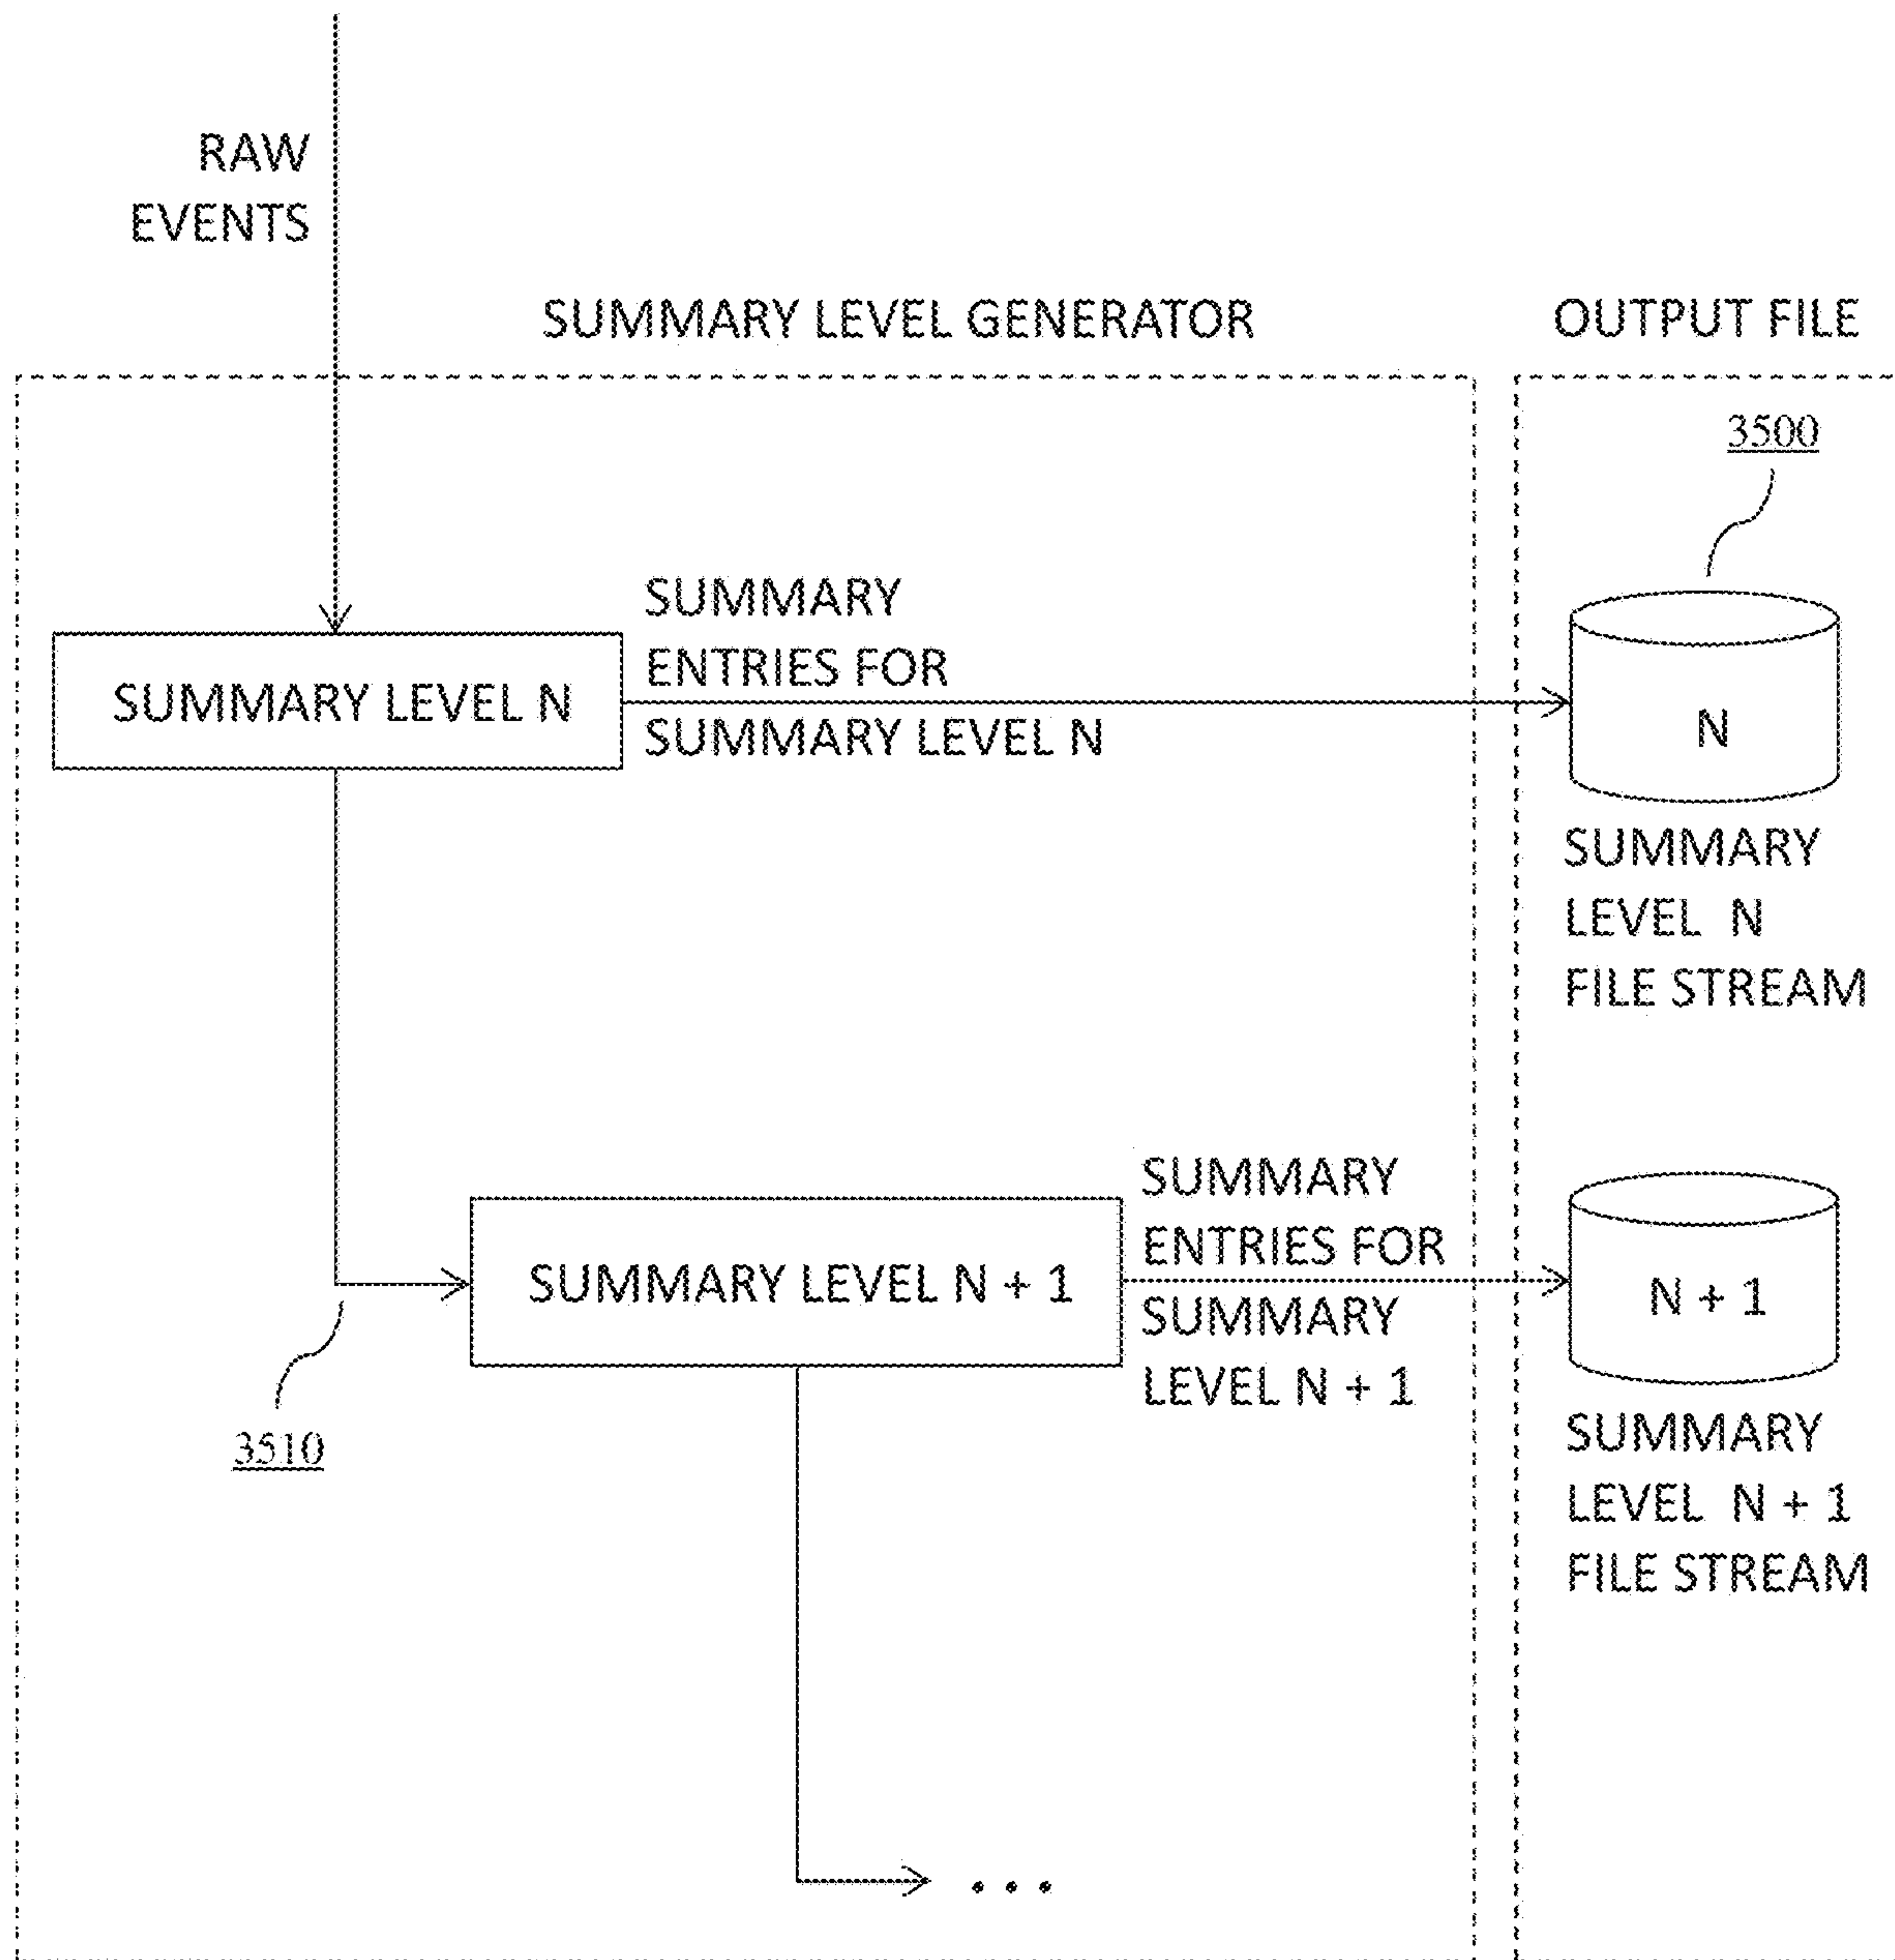 RAW
EVENTS
SUMMARY LEVEL GENERATOR
OUTPUT FILE
3500
SUMMARY
ENTRIES FOR
SUMMARY LEVEL N
SUMMARY LEVEL N
N
SUMMARY
LEVEL N
FILE STREAM
SUMMARY LEVEL N + 1
SUMMARY
ENTRIES FOR
SUMMARY
LEVEL N + 1
N + 1
3510
SUMMARY
LEVEL N + 1
FILE STREAM
...